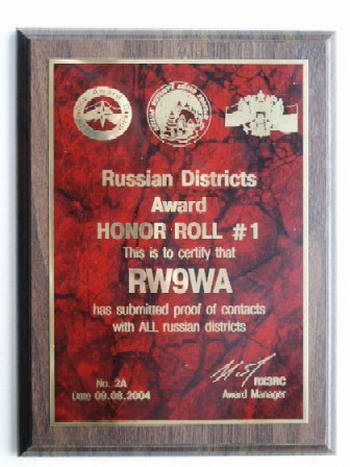 Russian Districts
Award
HONOR ROLL #1
This is to certify that
RW9WA
has submitted proof of contacts
with ALL russian districts
No. 2A
Date 09.08.2004
RX3RC
Award Manager